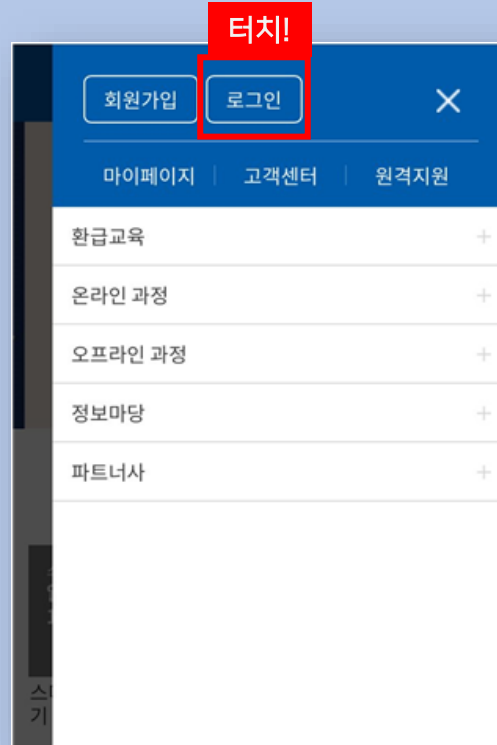 터치!
회원가입 로그인
마이페이지 고객센터 원격지원
환급교육
온라인 과정
오프라인 과정
정보마당
파트너사
기